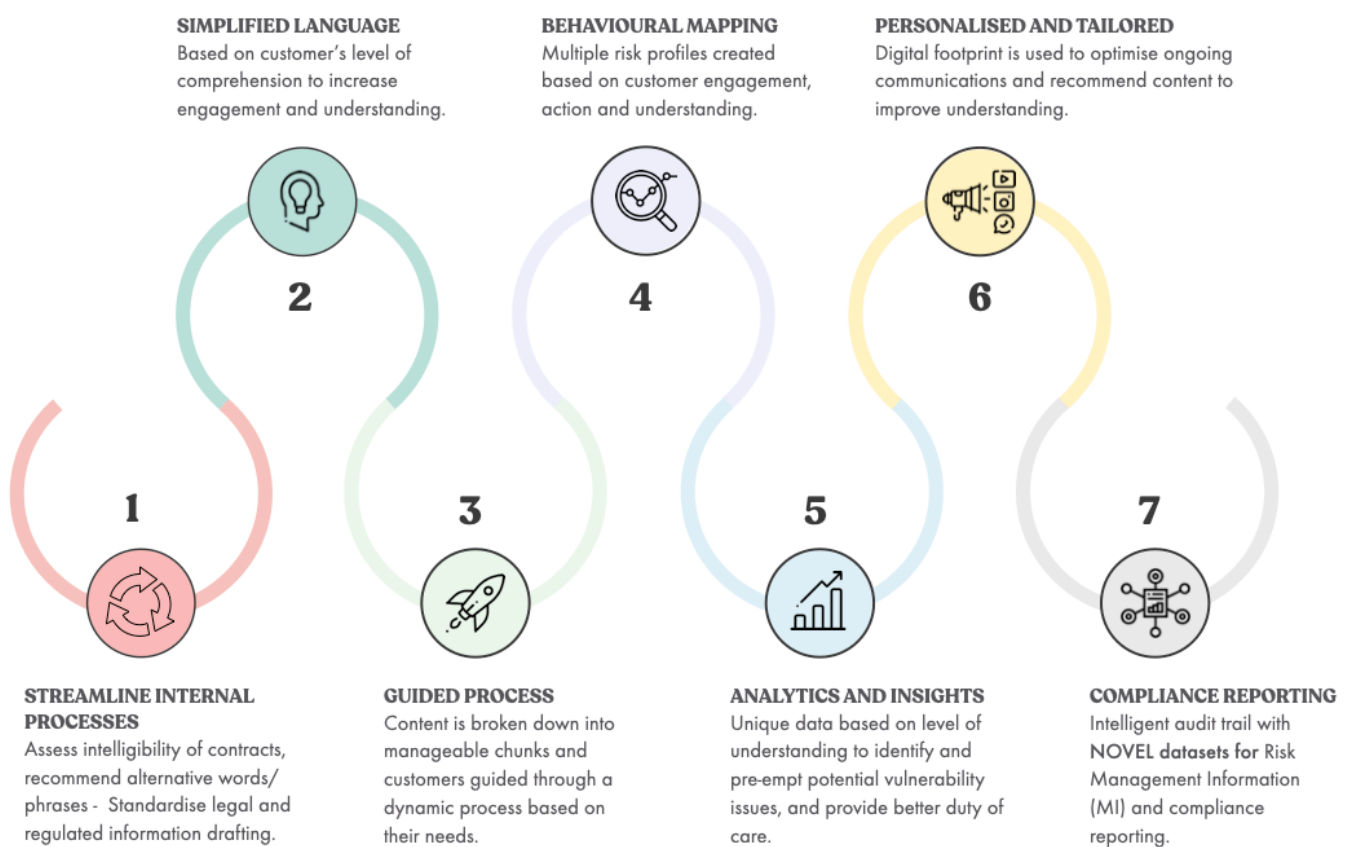 SIMPLIFIED LANGUAGE
Based on customer's level of
comprehension to increase
engagement and understanding.
BEHAVIOURAL MAPPING
Multiple risk profiles created
based on customer engagement,
action and understanding.
PERSONALISED AND TAILORED
Digital footprint is used to optimise ongoing
communications and recommend content to
improve understanding.
2
4
6
1
3
5
7
STREAMLINE INTERNAL
PROCESSES
Assess intelligibility of contracts,
recommend alternative words/
phrases - Standardise legal and
regulated information drafting.
GUIDED PROCESS
Content is broken down into
manageable chunks and
customers guided through a
dynamic process based on
their needs.
ANALYTICS AND INSIGHTS
Unique data based on level of
understanding to identify and
pre-empt potential vulnerability
issues, and provide better duty of
care.
COMPLIANCE REPORTING
Intelligent audit trail with
NOVEL datasets for Risk
Management Information
(MI) and compliance
reporting.